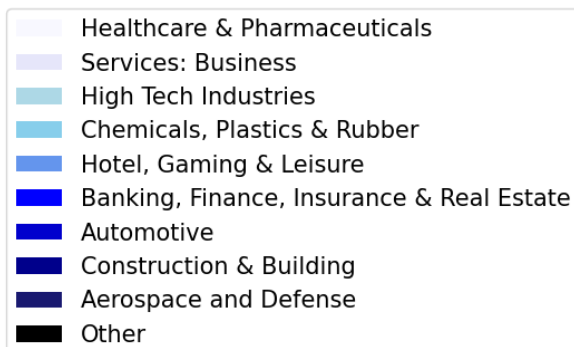 Healthcare & Pharmaceuticals
Services: Business
High Tech Industries
Chemicals, Plastics & Rubber
Hotel, Gaming & Leisure
Banking, Finance, Insurance & Real Estate
Automotive
Construction & Building
Aerospace and Defense
Other